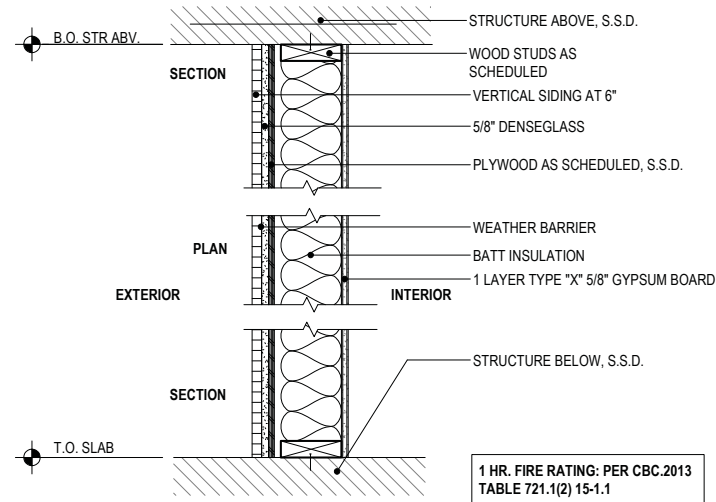 STRUCTURE ABOVE, S.S.D.
B.O. STR ABV.
WOOD STUDS AS
SCHEDULED
SECTION
VERTICAL SIDING AT 6"
5/8" DENSEGLASS
PLYWOOD AS SCHEDULED, S.S.D.
WEATHER BARRIER
PLAN
BATT INSULATION
1 LAYER TYPE "X" 5/8" GYPSUM BOARD
EXTERIOR
INTERIOR
STRUCTURE BELOW, S.S.D.
SECTION
T.O. SLAB
1 HR. FIRE RATING: PER CBC.2013
TABLE 721.1(2) 15-1.1